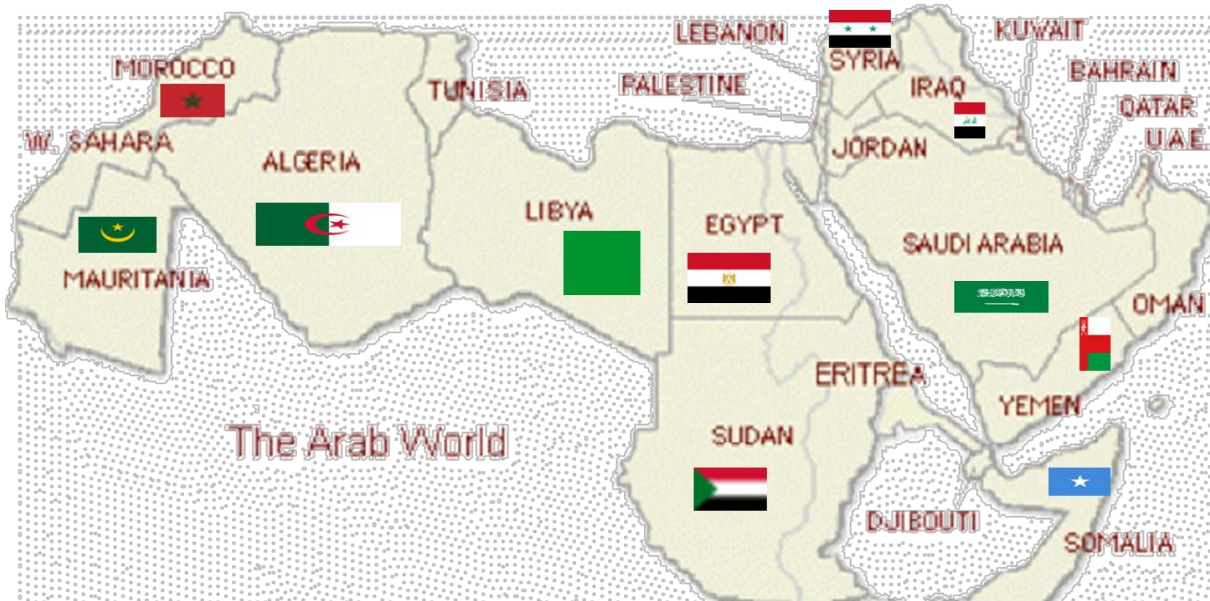 LEBANON
KUWAIT
SYRIA
MOROCCO
BAHRAIN
PALESTINE
TUNISIA
IRAQ
QATAR
W. SAHARA
U.A.E.
JORDAN
ALGERIA
LIBYA
EGYPT
SAUDI ARABIA
MAURITANIA
OMAN
ERITREA
YEMEN
The Arab World
SUDAN
DJIBOUTI
SOMALIA